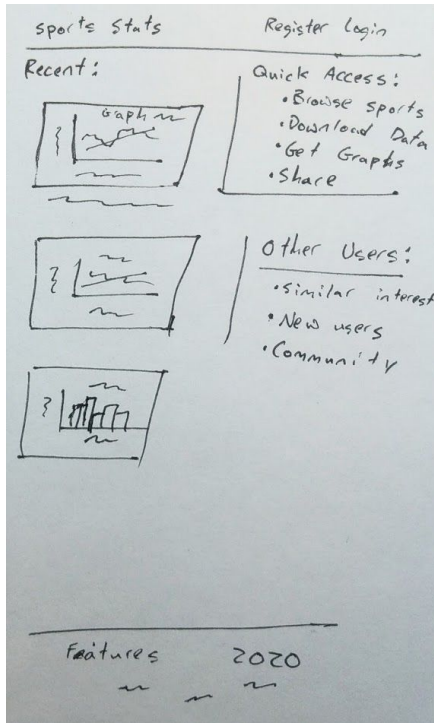 Sports Stats Register Login
Recent:
Graph
Quick Access:
• Browse Sports
• Download Data
• Get Graphs
• Share
Other Users:
• Similar interest
• New users
• Community
Features 2020